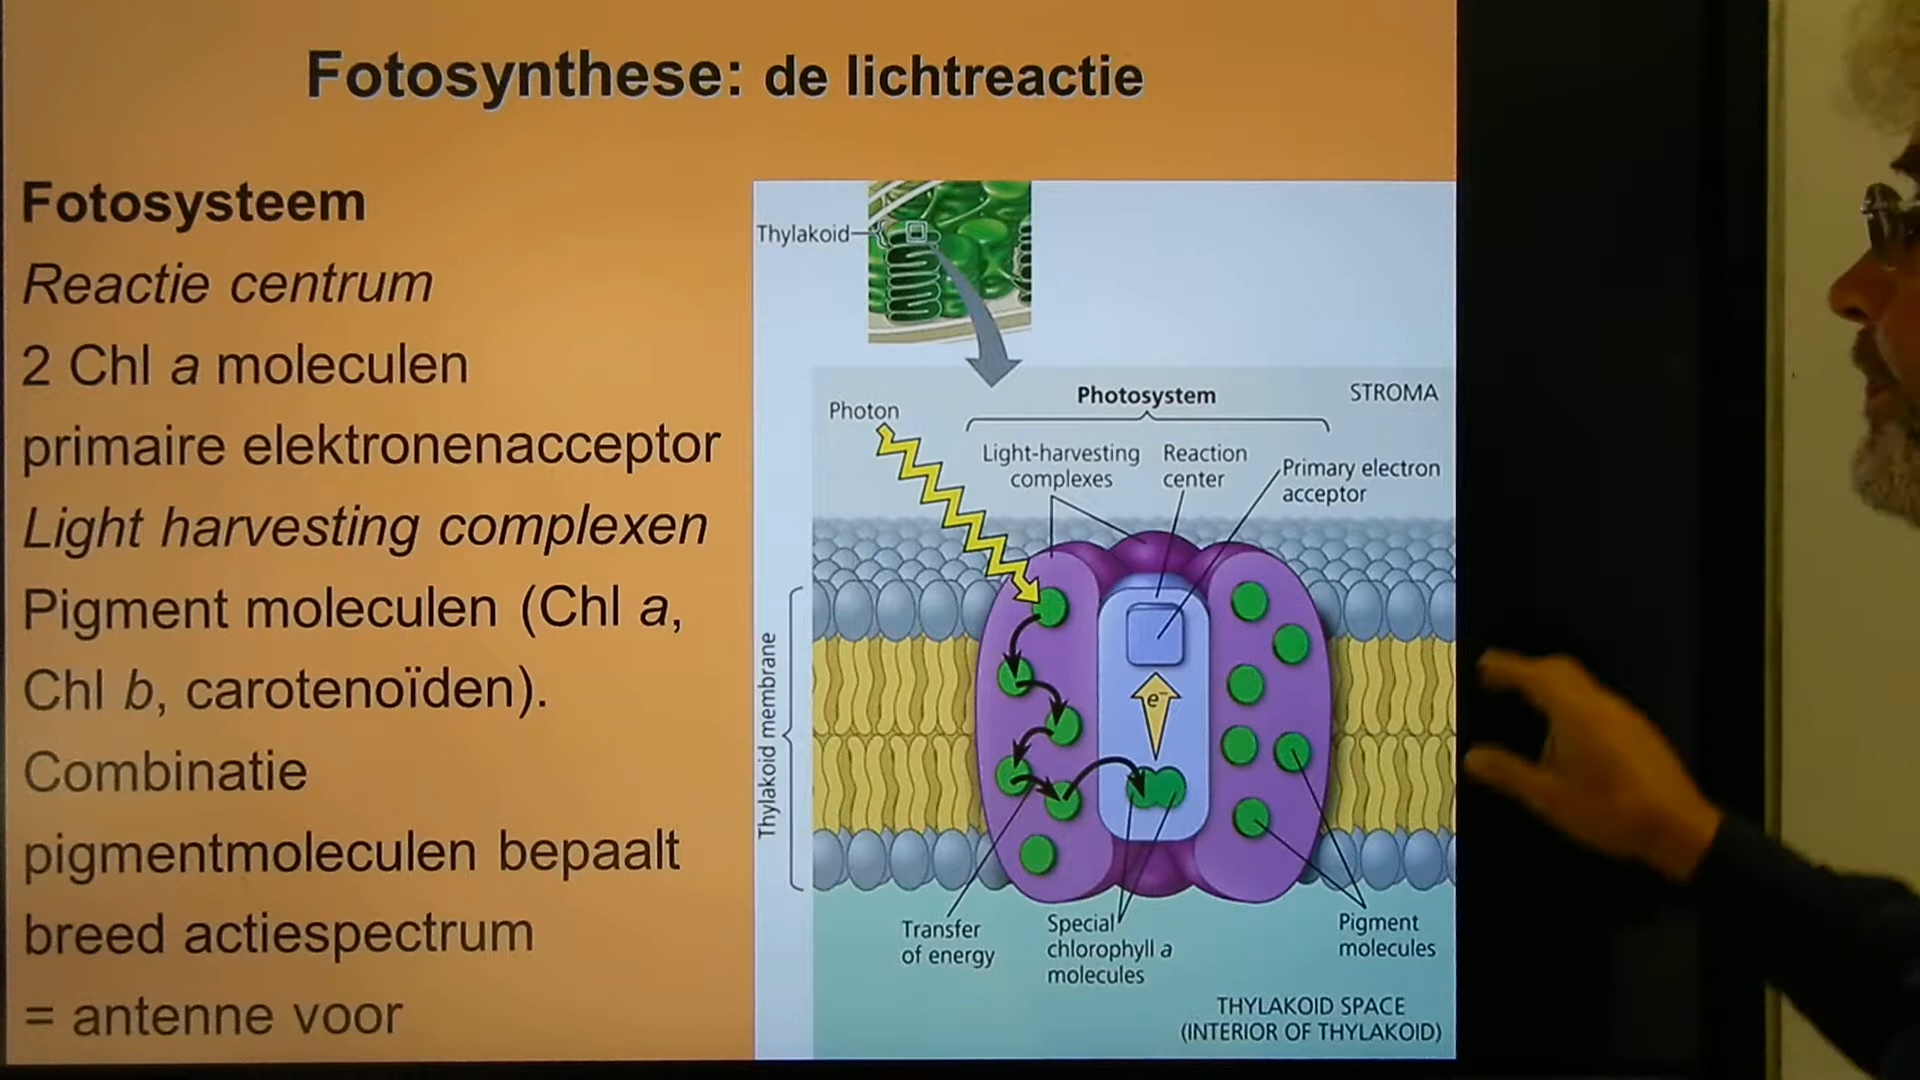 Fotosynthese: de lichtreactie
Fotosysteem
Reactie centrum
2 Chl a moleculen
primaire elektronenacceptor
Light harvesting complexen
Pigment moleculen (Chl a,
Chl b, carotenoïden).
Combinatie
pigmentmoleculen bepaalt
breed actiespectrum
= antenne voor
Thylakoid
Photosystem
STROMA
Photon
Light-harvesting
complexes
Reaction
center
Primary electron
acceptor
Thylakoid membrane
e−
Transfer
of energy
Special
chlorophyll a
molecules
Pigment
molecules
THYLAKOID SPACE
(INTERIOR OF THYLAKOID)